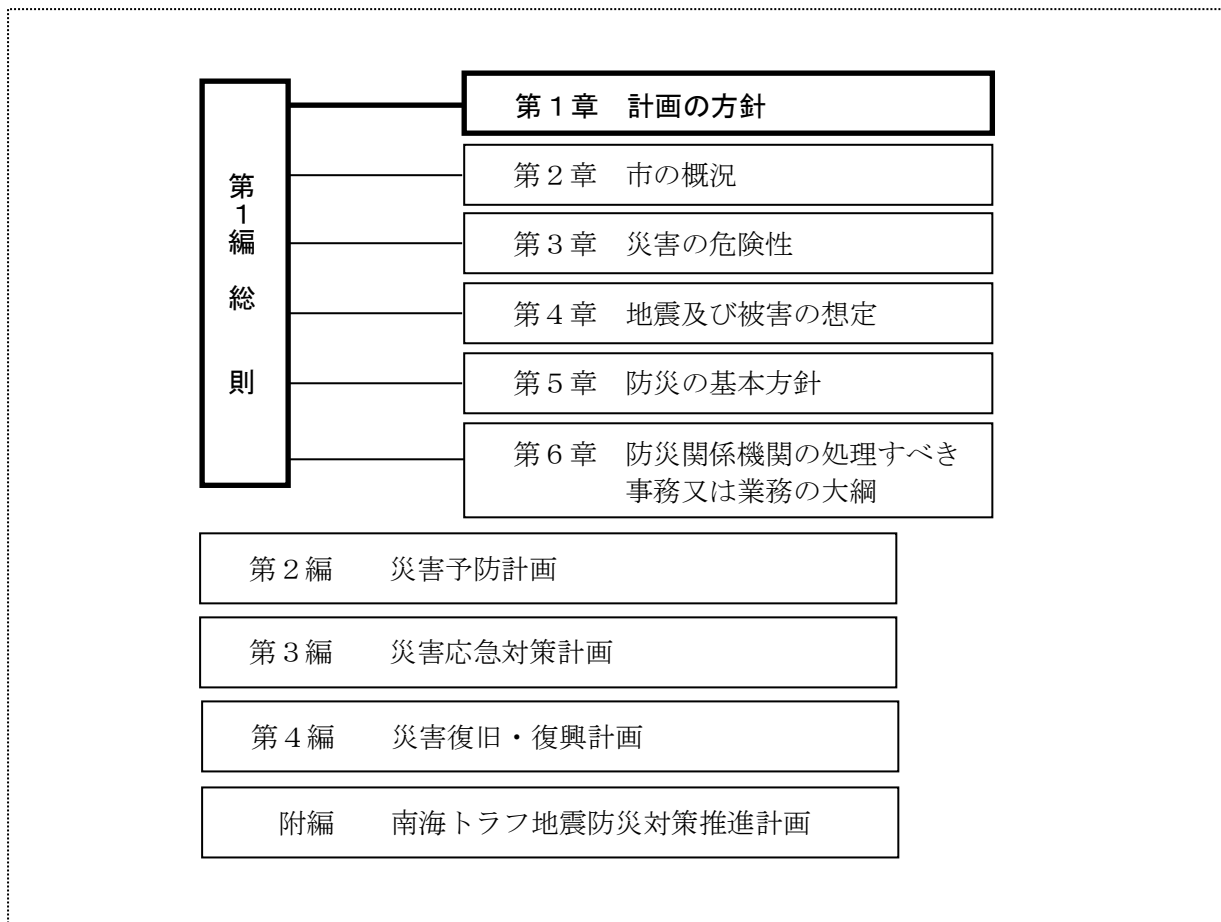 第１編 総則
第１章　計画の方針
第２章　市の概況
第３章　災害の危険性
第４章　地震及び被害の想定
第５章　防災の基本方針
第６章　防災関係機関の処理すべき
事務又は業務の大綱
第２編　　災害予防計画
第３編　　災害応急対策計画
第４編　　災害復旧・復興計画
附編　　南海トラフ地震防災対策推進計画